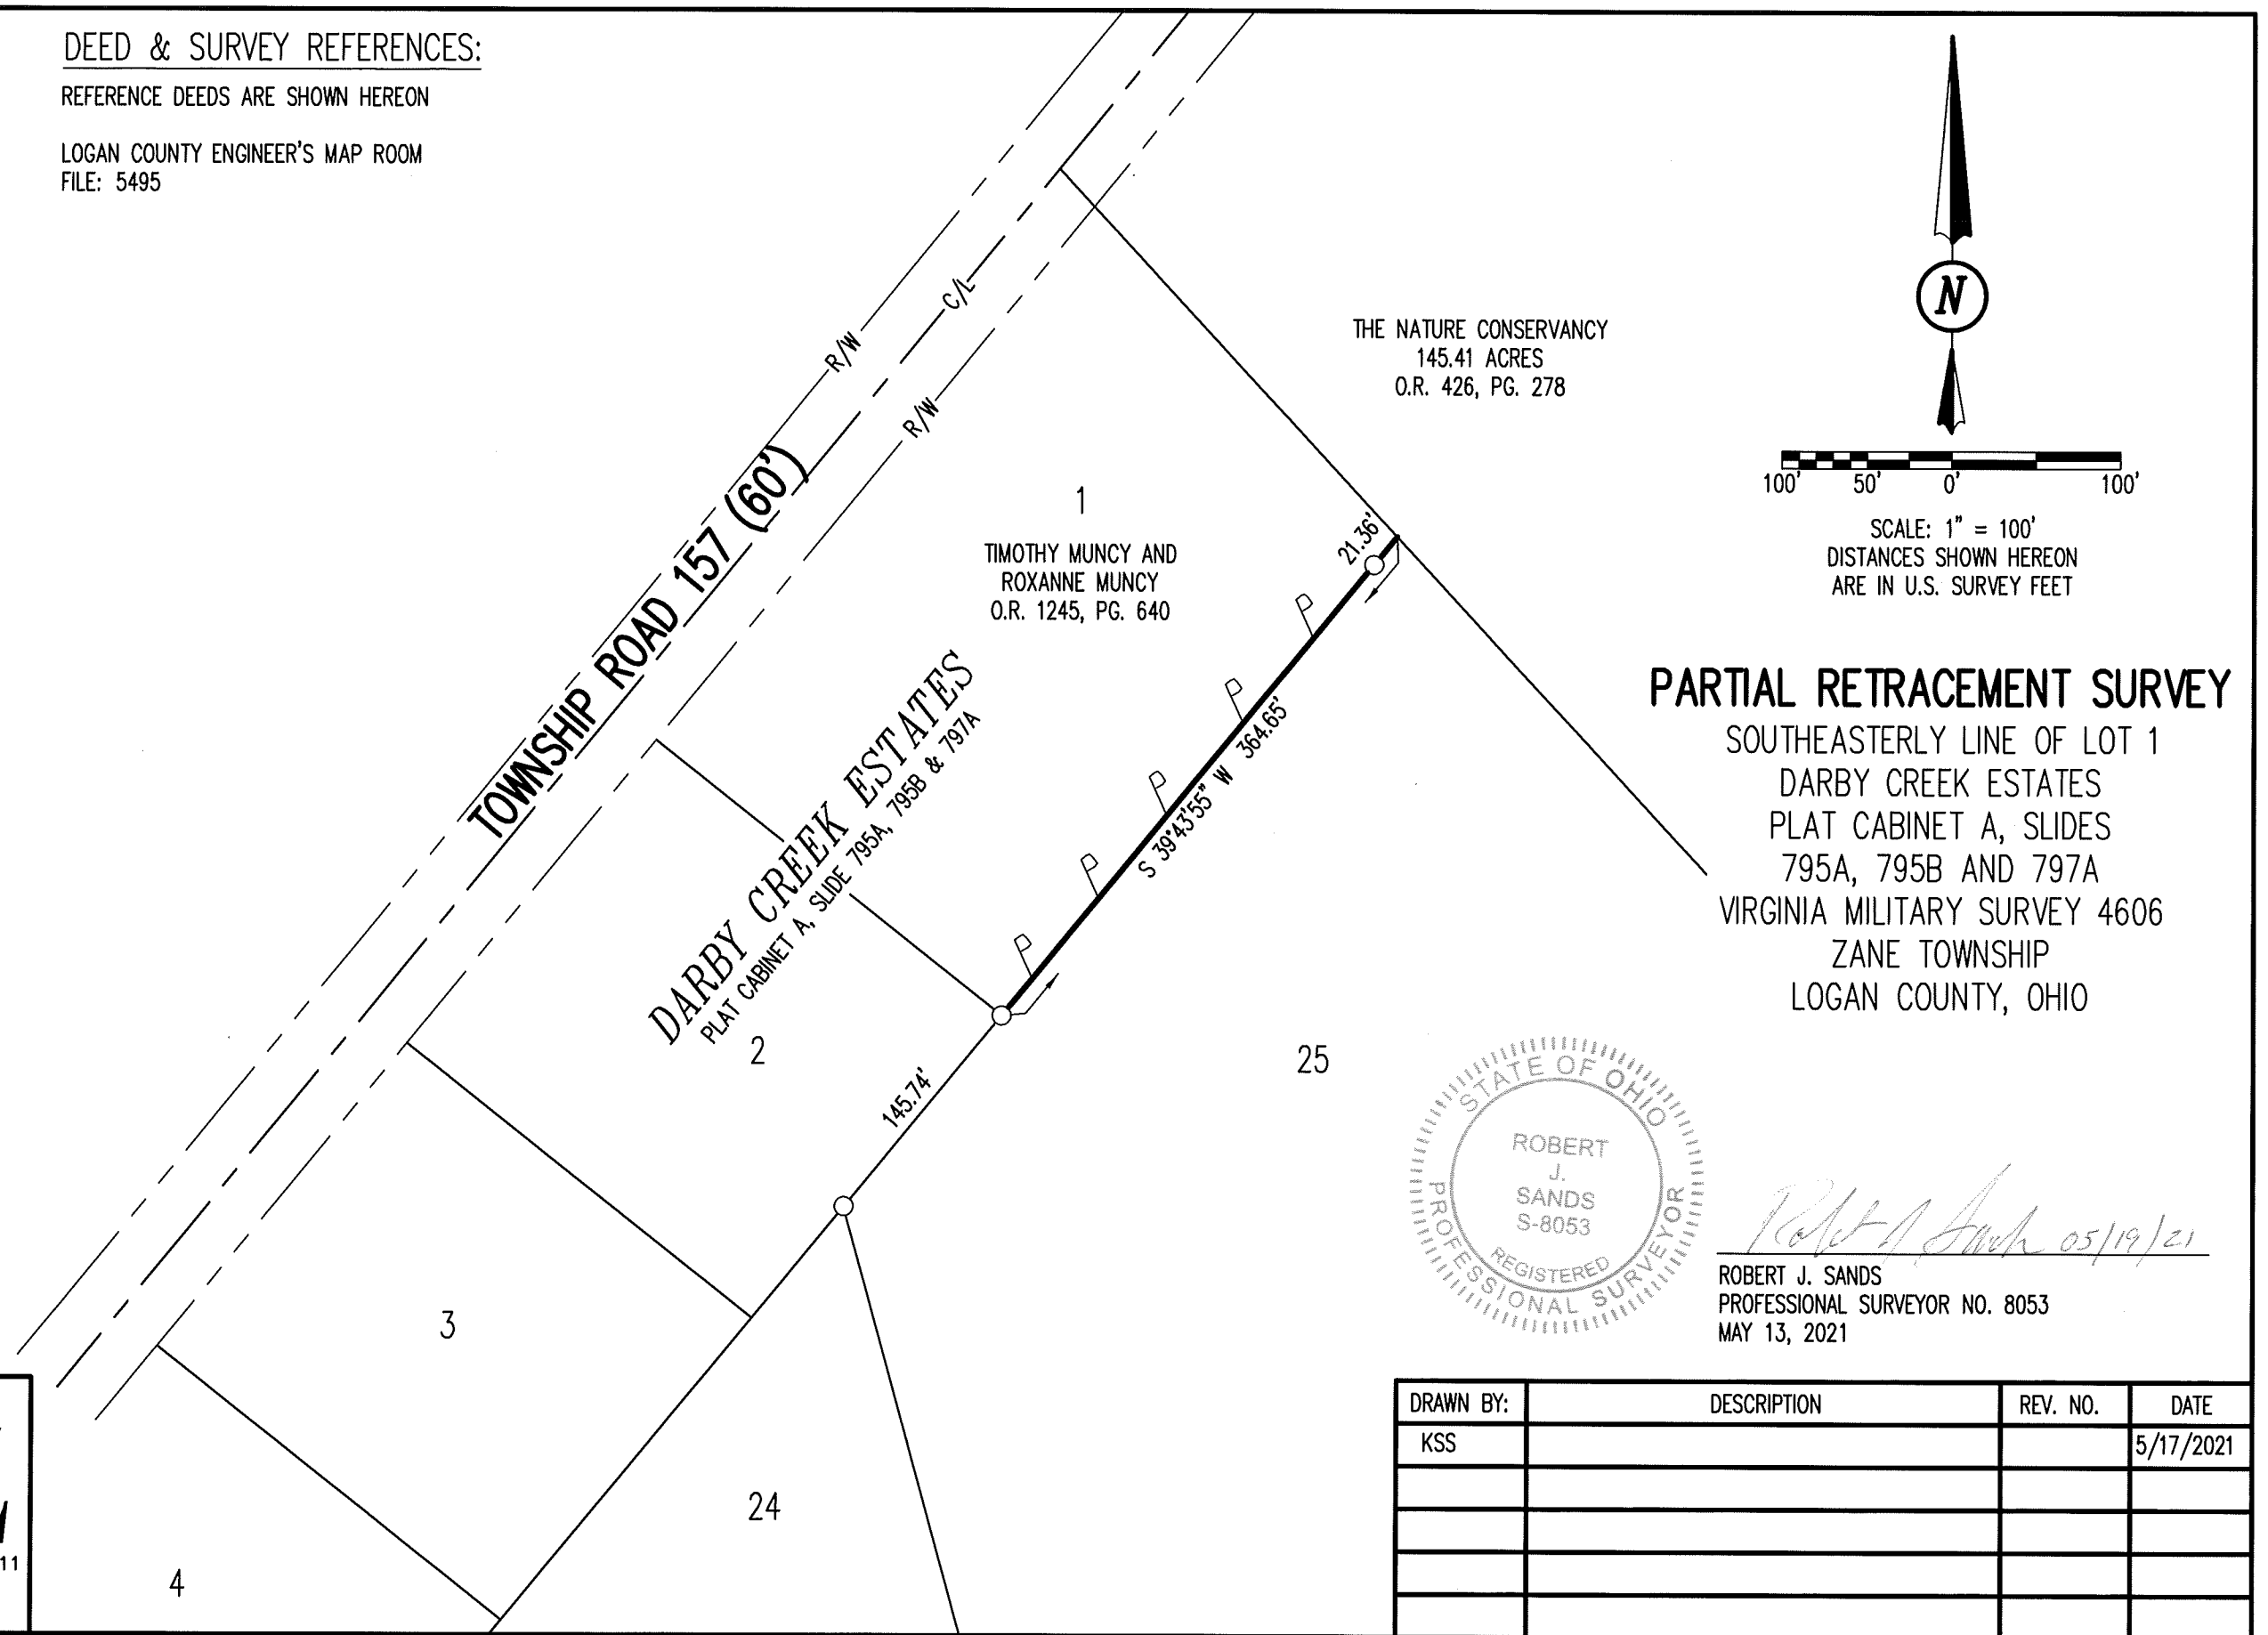 DEED & SURVEY REFERENCES:
REFERENCE DEEDS ARE SHOWN HEREON
LOGAN COUNTY ENGINEER'S MAP ROOM
FILE: 5495
R/W
C/L
R/W
TOWNSHIP ROAD 157 (60')
THE NATURE CONSERVANCY
145.41 ACRES
O.R. 426, PG. 278
N
100' 50' 0' 100'
SCALE: 1" = 100'
DISTANCES SHOWN HEREON
ARE IN U.S. SURVEY FEET
1
TIMOTHY MUNCY AND
ROXANNE MUNCY
O.R. 1245, PG. 640
21.36'
S 39°43'55" W 364.65'
DARBY CREEK ESTATES
PLAT CABINET A, SLIDE 795A, 795B & 797A
PARTIAL RETRACEMENT SURVEY
SOUTHEASTERLY LINE OF LOT 1
DARBY CREEK ESTATES
PLAT CABINET A, SLIDES
795A, 795B AND 797A
VIRGINIA MILITARY SURVEY 4606
ZANE TOWNSHIP
LOGAN COUNTY, OHIO
2
145.74'
25
3
24
4
STATE OF OHIO
ROBERT
J.
SANDS
S-8053
REGISTERED
PROFESSIONAL SURVEYOR
Robert J Sands 05/19/21
ROBERT J. SANDS
PROFESSIONAL SURVEYOR NO. 8053
MAY 13, 2021
DRAWN BY: DESCRIPTION REV. NO. DATE
KSS 5/17/2021
11